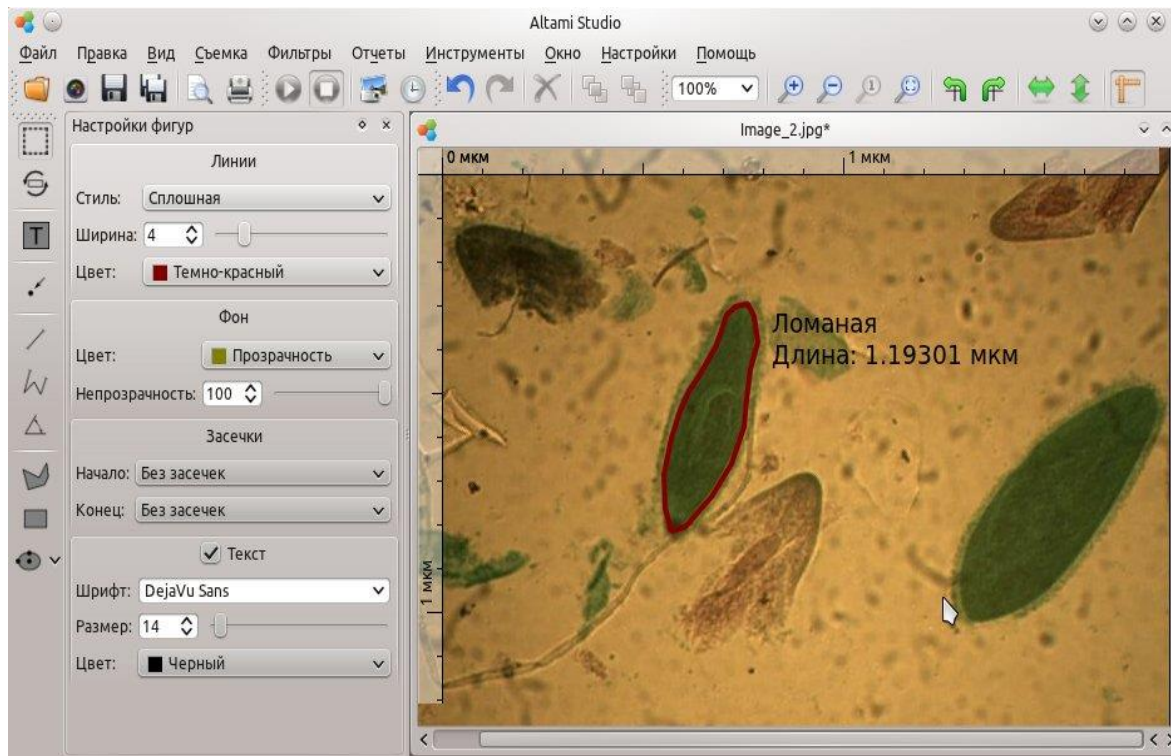 Altami Studio
Файл Правка Вид Съемка Фильтры Отчеты Инструменты Окно Настройки Помощь
100%
Настройки фигур
Линии
Стиль: Сплошная
Ширина: 4
Цвет: Темно-красный
Фон
Цвет: Прозрачность
Непрозрачность: 100
Засечки
Начало: Без засечек
Конец: Без засечек
Текст
Шрифт: DejaVu Sans
Размер: 14
Цвет: Черный
Image_2.jpg*
0 мкм 1 мкм
Ломаная
Длина: 1.19301 мкм
1 мкм